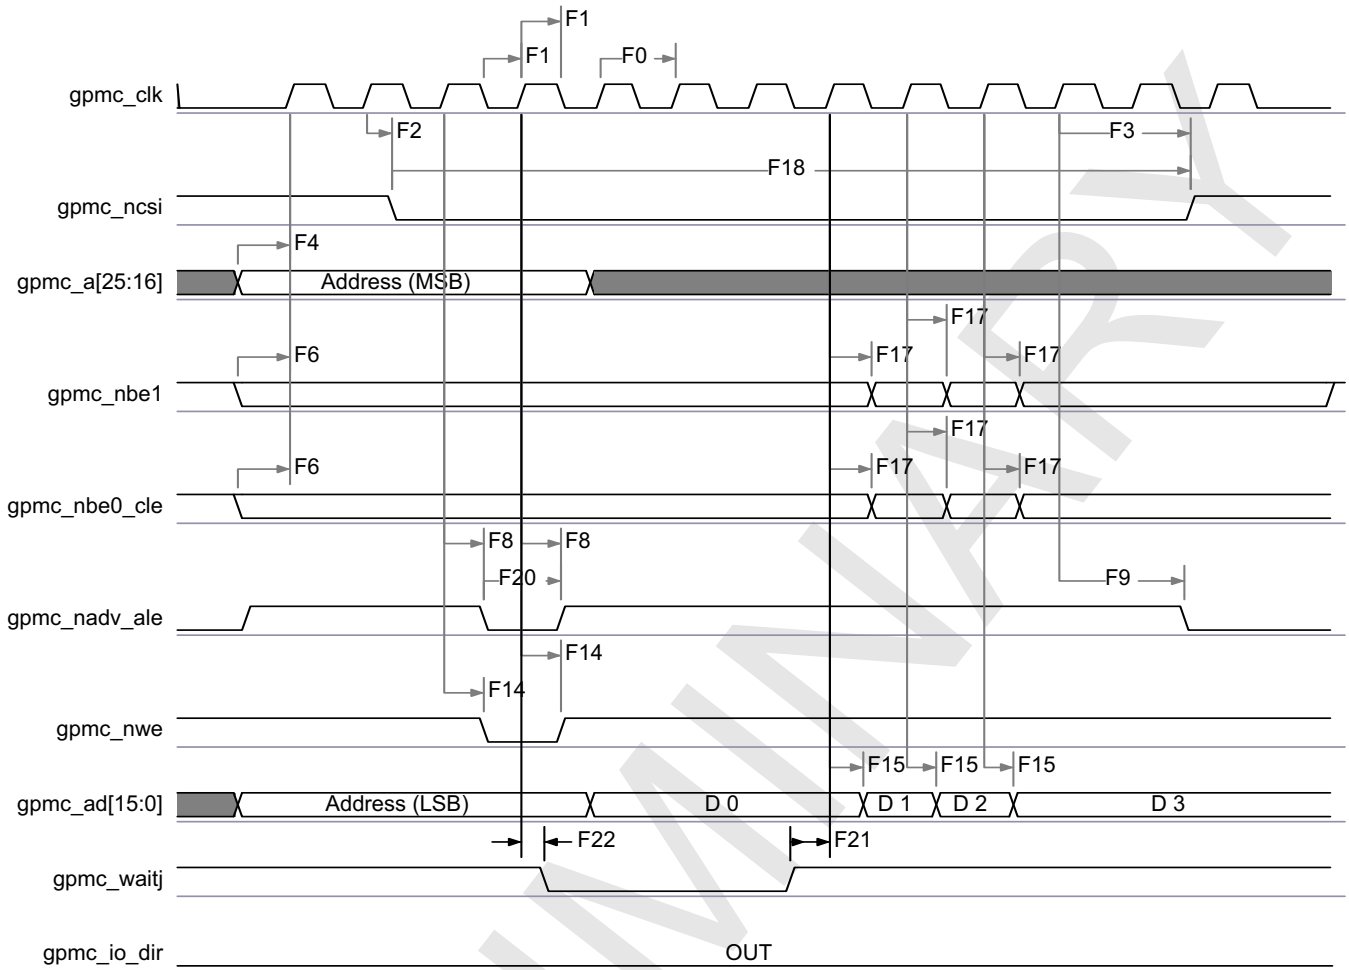 F1
F1
F0
gpmc_clk
F2
F3
F18
gpmc_ncsi
F4
gpmc_a[25:16]
Address (MSB)
F17
F6
F17
F17
gpmc_nbe1
F17
F6
F17
F17
gpmc_nbe0_cle
F8
F8
F20
F9
gpmc_nadv_ale
F14
F14
gpmc_nwe
F15
F15
F15
gpmc_ad[15:0]
Address (LSB)
D 0
D 1
D 2
D 3
F22
F21
gpmc_waitj
gpmc_io_dir
OUT
IMINARY